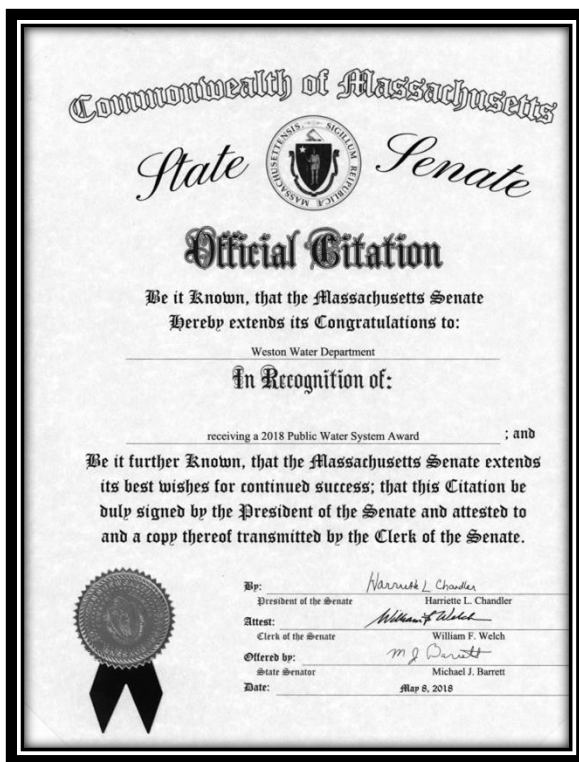 Commonwealth of Massachusetts
State Senate
SIGILLUM REIPUBLICÆ MASSACHUSETTENSIS
Official Citation
Be it Known, that the Massachusetts Senate
Hereby extends its Congratulations to:
Weston Water Department
In Recognition of:
receiving a 2018 Public Water System Award ; and
Be it further Known, that the Massachusetts Senate extends
its best wishes for continued success; that this Citation be
duly signed by the President of the Senate and attested to
and a copy thereof transmitted by the Clerk of the Senate.
By: Harriette L Chandler
President of the Senate Harriette L. Chandler
Attest: William F Welch
Clerk of the Senate William F. Welch
Offered by: M J Barrett
State Senator Michael J. Barrett
Date: May 8, 2018